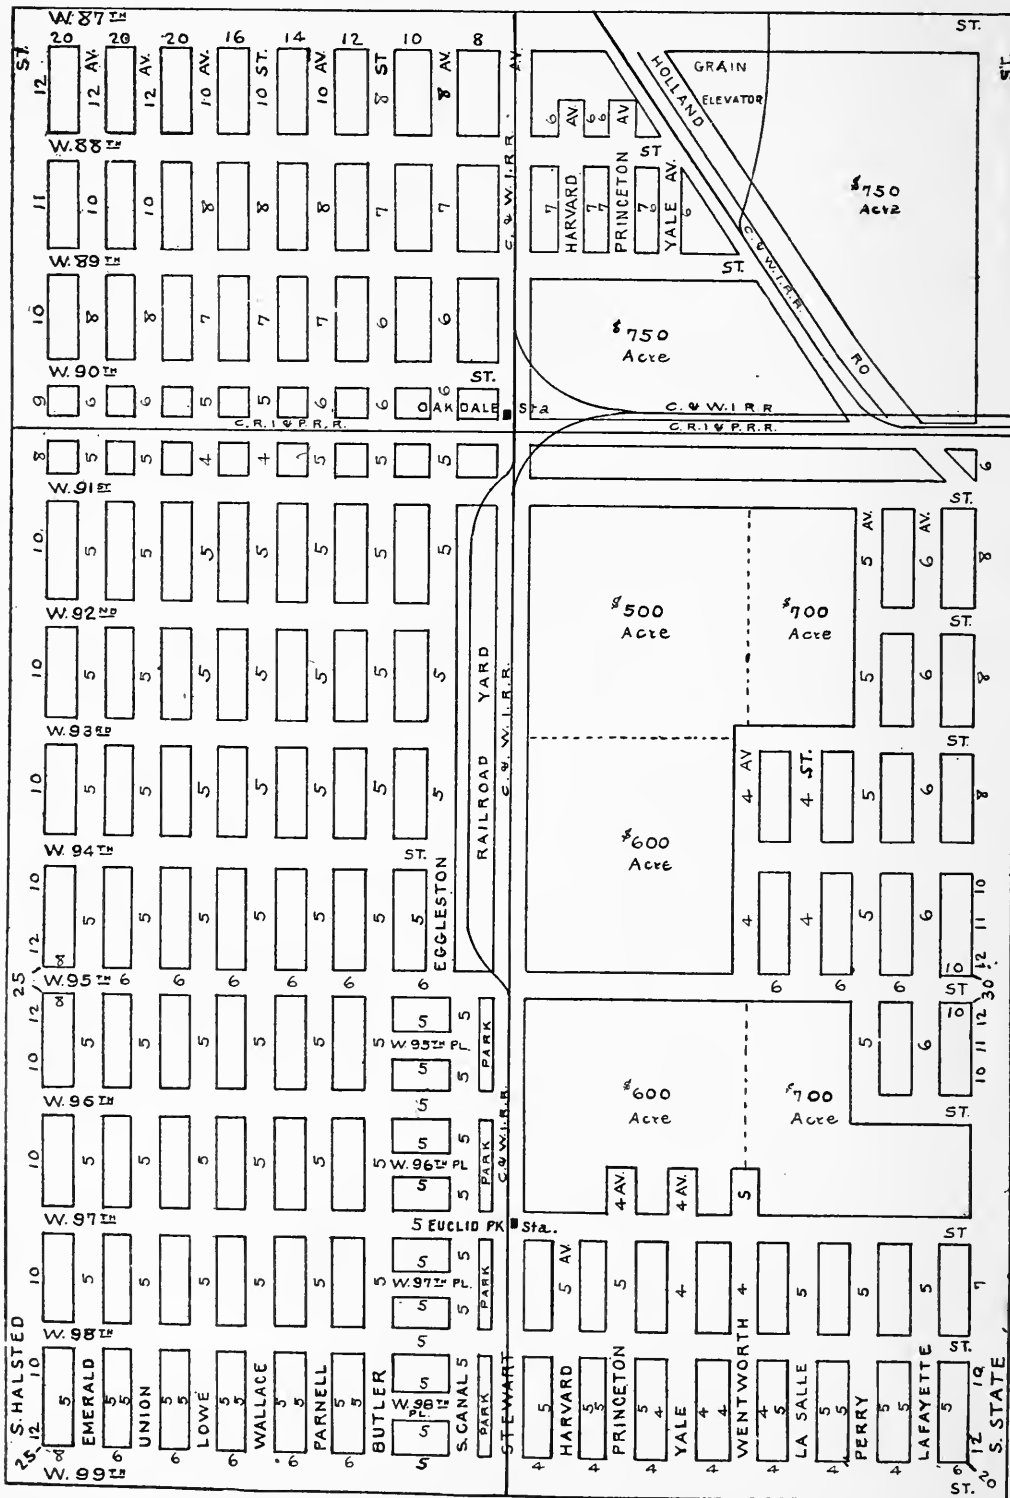 W. 87TH ST.
20 20 20 16 14 12 10 8
ST. 12 AV. 12 AV. 12 AV. 10 AV. 10 ST. 10 AV. 8 ST 8 AV. AV.
HOLLAND
GRAIN
ELEVATOR
6 AV. 6 6 AV
W. 88TH ST
11 10 10 8 8 8 7 7
C. & W. I. R R
7 HARVARD 7 7 PRINCETON 7 6 YALE AV. 6
$750
Acre
C. & W. I. R. R.
W. 89TH ST.
10 8 8 7 7 7 6 6
$750
Acre
RD
W. 90TH ST.
9 6 6 5 5 6 6 6
OAKDALE Sta
C. & W. I R R
C. R. I & P. R. R. C. R. I & P. R. R.
8 5 5 4 4 5 5 5 6
W. 91ST ST.
10 5 5 5 5 5 5 5
$500
Acre
$700
Acre
5 AV. 6 AV. 8
W. 92ND ST.
10 5 5 5 5 5 5 5
RAILROAD YARD
C. & W. I. R. R.
5 6 8
W. 93RD ST.
10 5 5 5 5 5 5 5
$600
Acre
4 AV 4 ST. 5 6 8
W. 94TH ST.
10 12 8 5 5 5 5 5 5 5 5
EGGLESTON
4 4 5 6 10 11 12 10
25 W. 95TH 6 6 6 6 6 6 6 6 6 6 ST 30
12 10 8 5 5 5 5 5 5
5 5
W. 95TH PL.
5 5
PARK
5 6 10 12 11 10
W. 96TH 5 ST.
$600
Acre
$700
Acre
10 5 5 5 5 5 5
5 5
W. 96TH PL
5 5
PARK
C. & W. I. R. R.
4 AV. 4 AV. S
W. 97TH 5 EUCLID PK Sta. ST
10 5 5 5 5 5 5
5 5
W. 97TH PL.
5 5
PARK
5 AV. 5 4 4 5 5 5 7
W. 98TH 5 ST.
S. HALSTED 10 12 5 8
EMERALD 5 5
UNION 5 5
LOWE 5 5
WALLACE 5 5
PARNELL 5 5
BUTLER
5
W. 98TH PL.
5
S. CANAL 5
PARK
STEWART
5 HARVARD 5 5 PRINCETON 5 4 YALE 4 4 WENTWORTH 4 5 LA SALLE 5 5 PERRY 5 5 LAFAYETTE 5 10 12 S. STATE
25 6 6 6 6 6 5 4 4 4 4 4 4 4 6 20
W. 99TH ST.